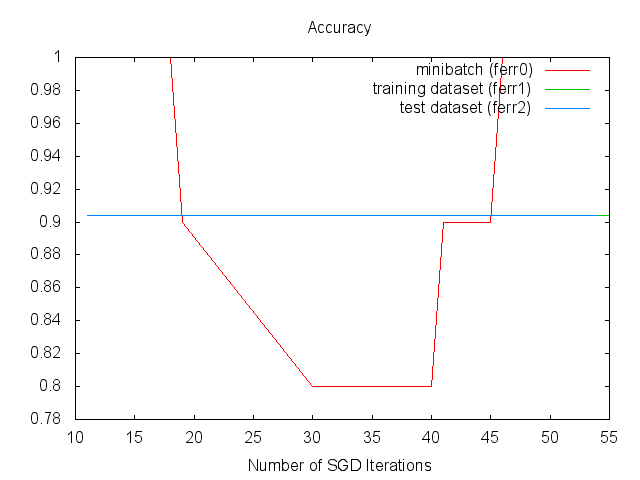 Accuracy
1
0.98
0.96
0.94
0.92
0.9
0.88
0.86
0.84
0.82
0.8
0.78
minibatch (ferr0)
training dataset (ferr1)
test dataset (ferr2)
10 15 20 25 30 35 40 45 50 55
Number of SGD Iterations